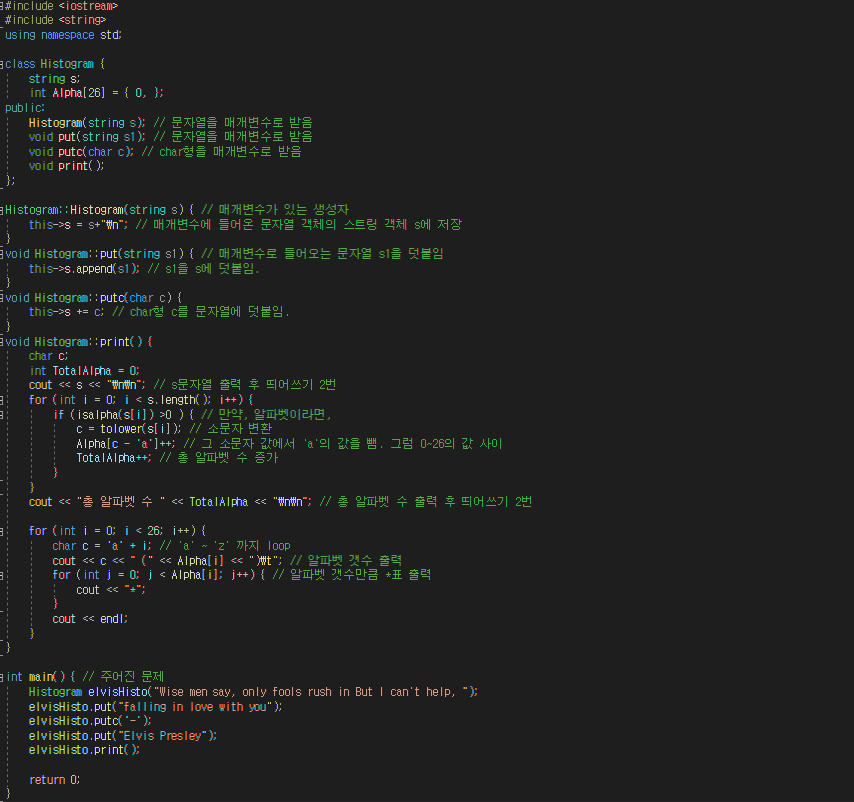 #include <iostream>
#include <string>
using namespace std;
class Histogram {
string s;
int Alpha[26] = { 0, };
public:
Histogram(string s); // 문자열을 매개변수로 받음
void put(string s1); // 문자열을 매개변수로 받음
void putc(char c); // char형을 매개변수로 받음
void print();
};
Histogram::Histogram(string s) { // 매개변수가 있는 생성자
this->s = s+"₩n"; // 매개변수에 들어온 문자열 객체의 스트링 객체 s에 저장
}
void Histogram::put(string s1) { // 매개변수로 들어오는 문자열 s1을 덧붙임
this->s.append(s1); // s1을 s에 덧붙임.
}
void Histogram::putc(char c) {
this->s += c; // char형 c를 문자열에 덧붙임.
}
void Histogram::print() {
char c;
int TotalAlpha = 0;
cout << s << "₩n₩n"; // s문자열 출력 후 띄어쓰기 2번
for (int i = 0; i < s.length(); i++) {
if (isalpha(s[i]) >0 ) { // 만약, 알파벳이라면,
c = tolower(s[i]); // 소문자 변환
Alpha[c - 'a']++; // 그 소문자 값에서 'a'의 값을 뺌. 그럼 0~26의 값 사이
TotalAlpha++; // 총 알파벳 수 증가
}
}
cout << "총 알파벳 수 " << TotalAlpha << "₩n₩n"; // 총 알파벳 수 출력 후 띄어쓰기 2번
for (int i = 0; i < 26; i++) {
char c = 'a' + i; // 'a' ~ 'z' 까지 loop
cout << c << " (" << Alpha[i] << ")₩t"; // 알파벳 갯수 출력
for (int j = 0; j < Alpha[i]; j++) { // 알파벳 갯수만큼 *표 출력
cout << "*";
}
cout << endl;
}
}
int main() { // 주어진 문제
Histogram elvisHisto("Wise men say, only fools rush in But I can't help, ");
elvisHisto.put("falling in love with you");
elvisHisto.putc('-');
elvisHisto.put("Elvis Presley");
elvisHisto.print();
return 0;
}